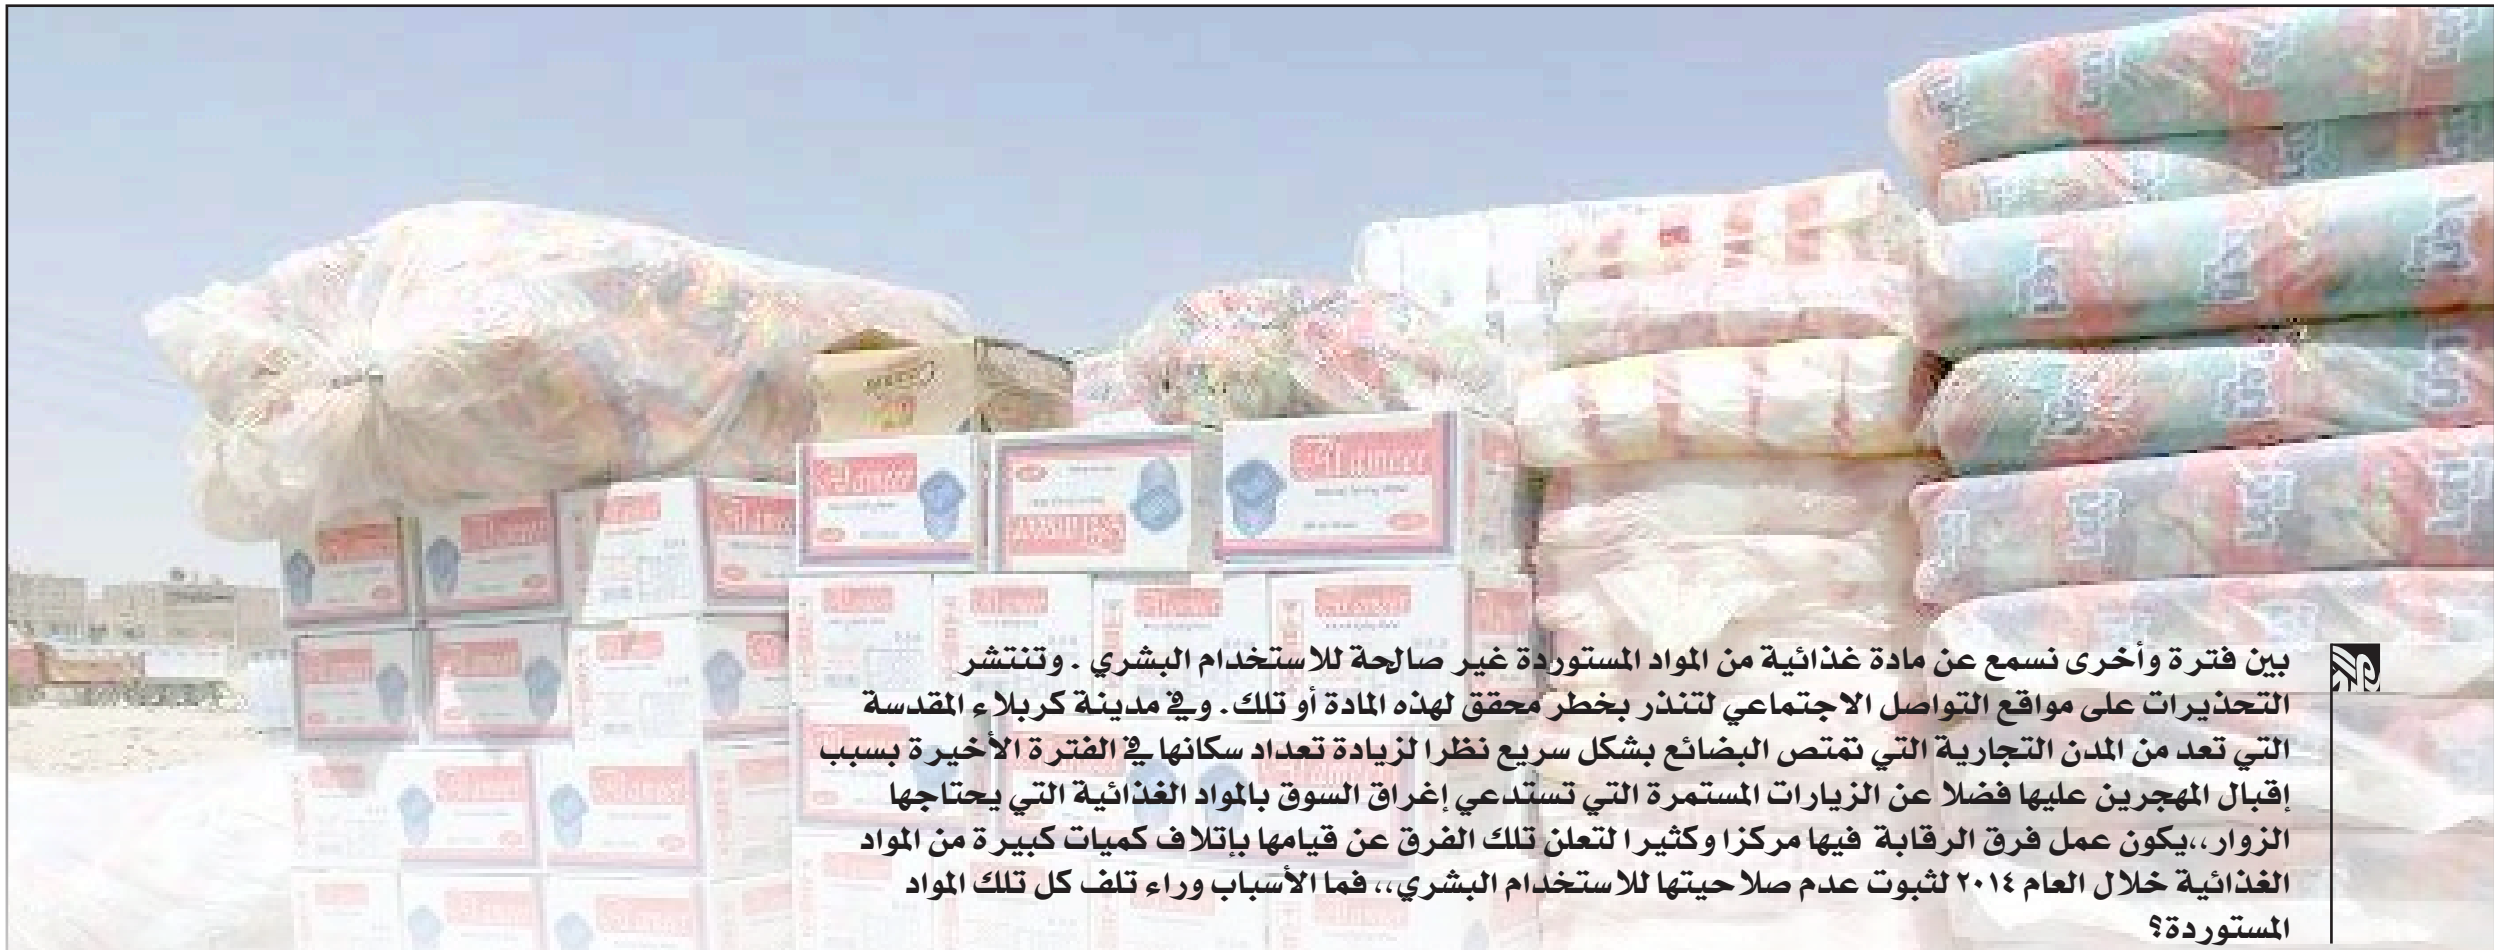 Alameer
Alameer
Alameer
بين فترة وأخرى نسمع عن مادة غذائية من المواد المستوردة غير صالحة للاستخدام البشري . وتنتشر
التحذيرات على مواقع التواصل الاجتماعي لتنذر بخطر محقق لهذه المادة أو تلك. وفي مدينة كربلاء المقدسة
التي تعد من المدن التجارية التي تمتص البضائع بشكل سريع نظرا لزيادة تعداد سكانها في الفترة الأخيرة بسبب
إقبال المهجرين عليها فضلا عن الزيارات المستمرة التي تستدعي إغراق السوق بالمواد الغذائية التي يحتاجها
الزوار،،يكون عمل فرق الرقابة فيها مركزا وكثيرا لتعلن تلك الفرق عن قيامها بإتلاف كميات كبيرة من المواد
الغذائية خلال العام ٢٠١٤ لثبوت عدم صلاحيتها للاستخدام البشري،، فما الأسباب وراء تلف كل تلك المواد
المستوردة؟